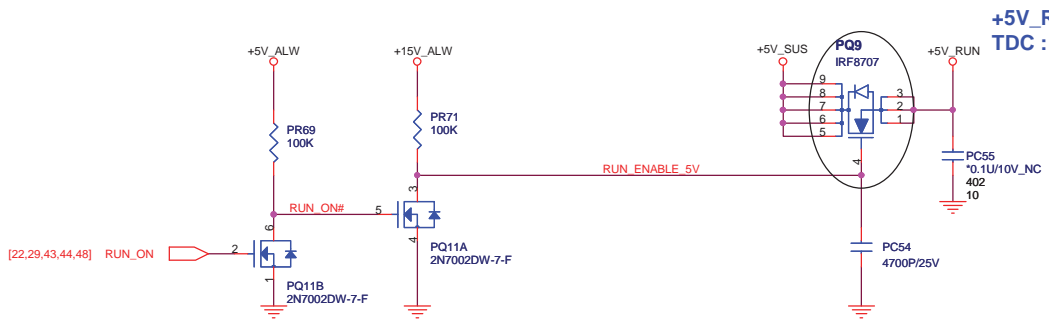 +5V_R
TDC :
+5V_ALW
+15V_ALW
+5V_SUS
PQ9
IRF8707
+5V_RUN
9
8
7
6
5
3
2
1
4
PR69
100K
PR71
100K
PC55
*0.1U/10V_NC
402
10
RUN_ENABLE_5V
RUN_ON#
3
5
4
PQ11A
2N7002DW-7-F
6
[22,29,43,44,48] RUN_ON
2
1
PQ11B
2N7002DW-7-F
PC54
4700P/25V